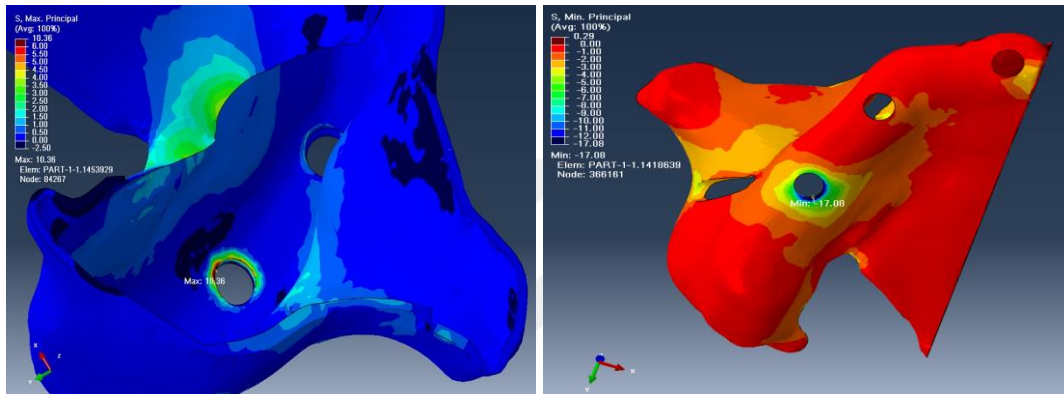 S, Max. Principal
(Avg: 100%)
10.36
6.00
5.50
5.00
4.50
4.00
3.50
3.00
2.50
2.00
1.50
1.00
0.50
0.00
-2.50
Max: 10.36
Elem: PART-1-1.1453929
Node: 84267
Max: 10.36
X
Y
Z
S, Min. Principal
(Avg: 100%)
0.29
0.00
-1.00
-2.00
-3.00
-4.00
-5.00
-6.00
-7.00
-8.00
-9.00
-10.00
-11.00
-12.00
-17.08
Min: -17.08
Elem: PART-1-1.1418639
Node: 366161
Min: -17.08
X
Y